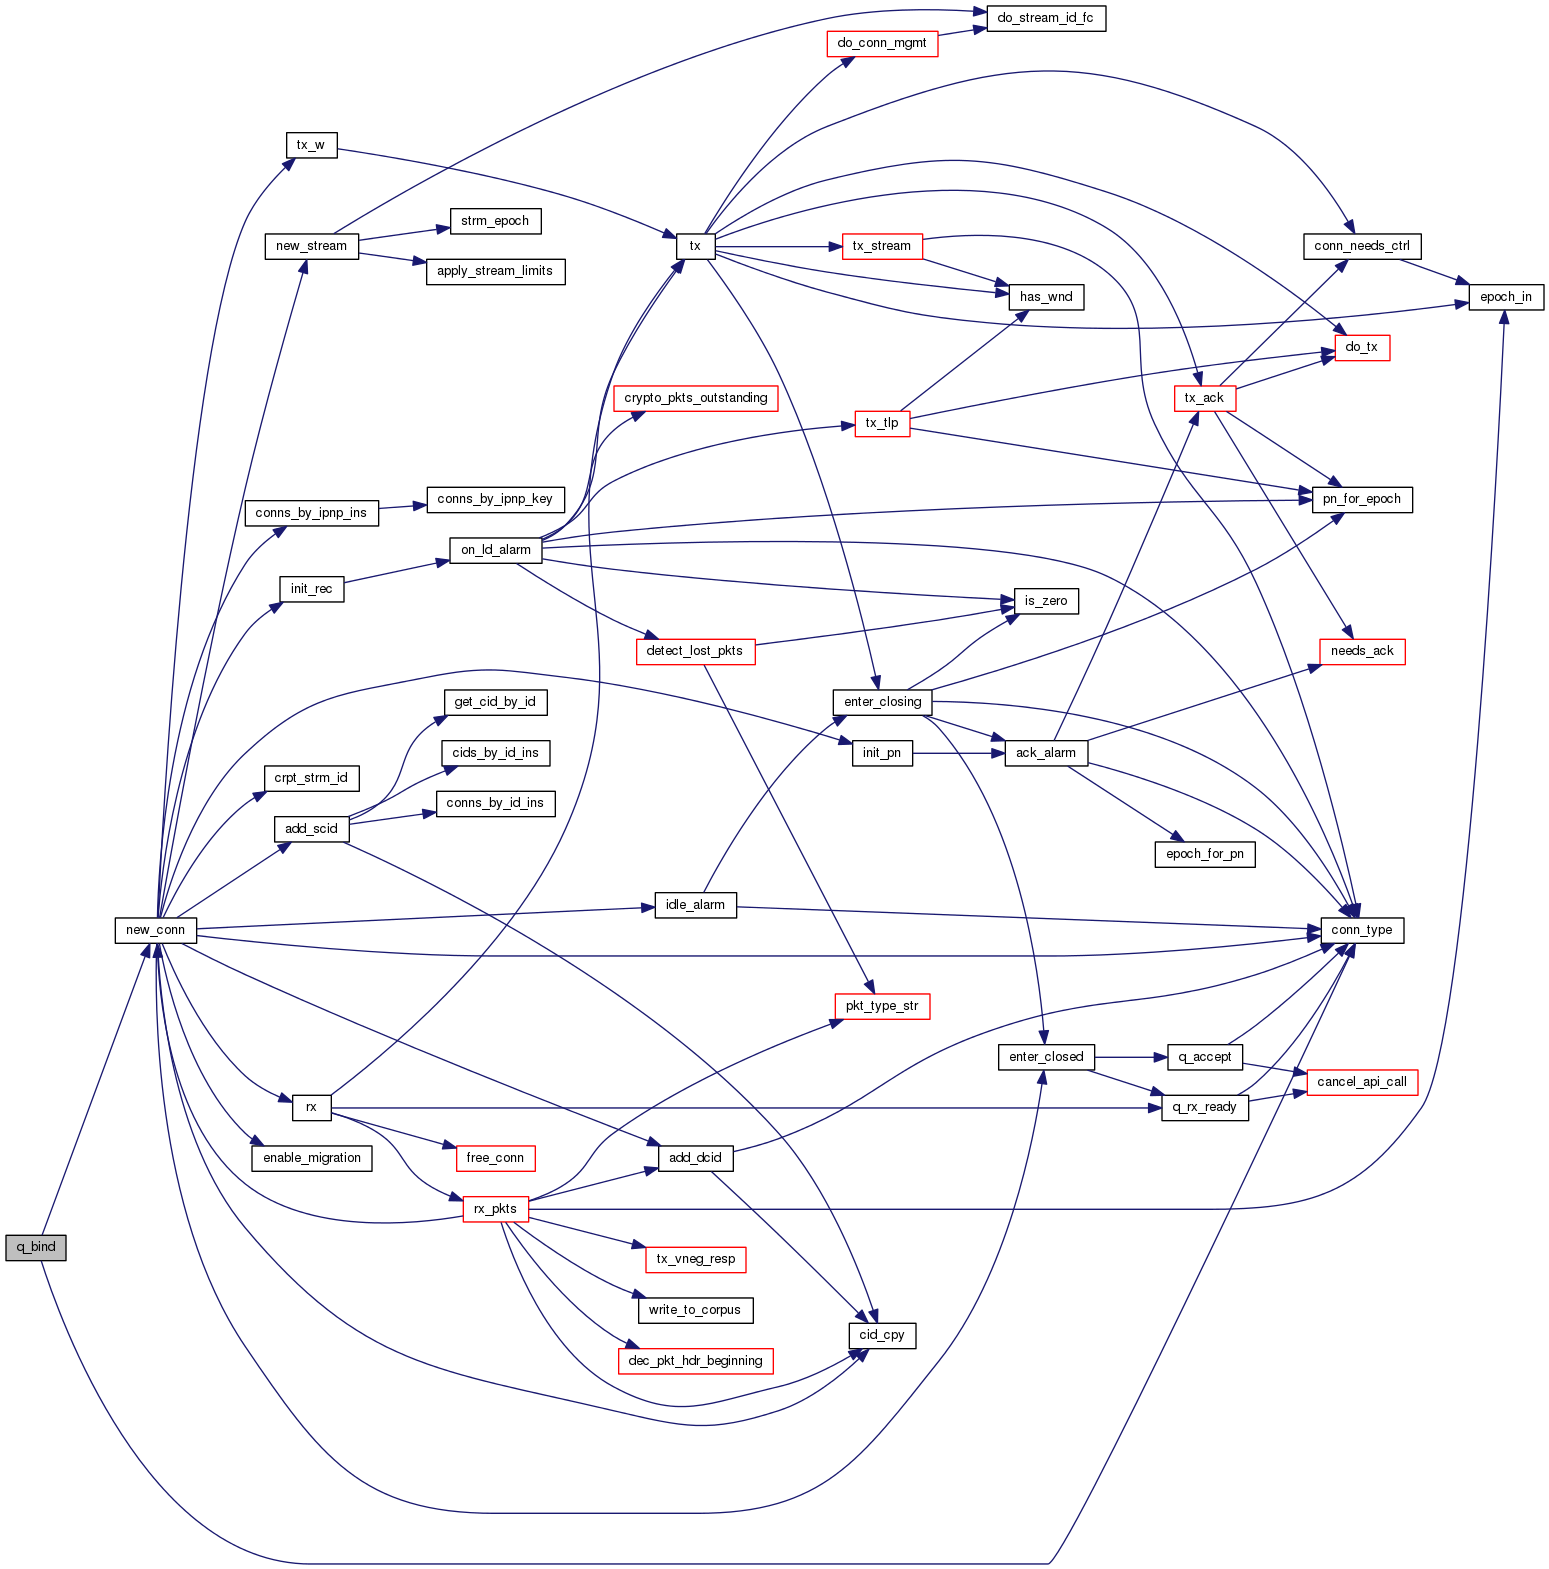 do_stream_id_fc
do_conn_mgmt
tx_w
strm_epoch
new_stream
tx
tx_stream
conn_needs_ctrl
apply_stream_limits
has_wnd
epoch_in
do_tx
crypto_pkts_outstanding
tx_ack
tx_tlp
conns_by_ipnp_key
conns_by_ipnp_ins
pn_for_epoch
on_ld_alarm
init_rec
is_zero
detect_lost_pkts
needs_ack
get_cid_by_id
enter_closing
cids_by_id_ins
init_pn
ack_alarm
crpt_strm_id
conns_by_id_ins
add_scid
epoch_for_pn
idle_alarm
new_conn
conn_type
pkt_type_str
enter_closed
q_accept
cancel_api_call
rx
q_rx_ready
enable_migration
free_conn
add_dcid
rx_pkts
q_bind
tx_vneg_resp
write_to_corpus
cid_cpy
dec_pkt_hdr_beginning